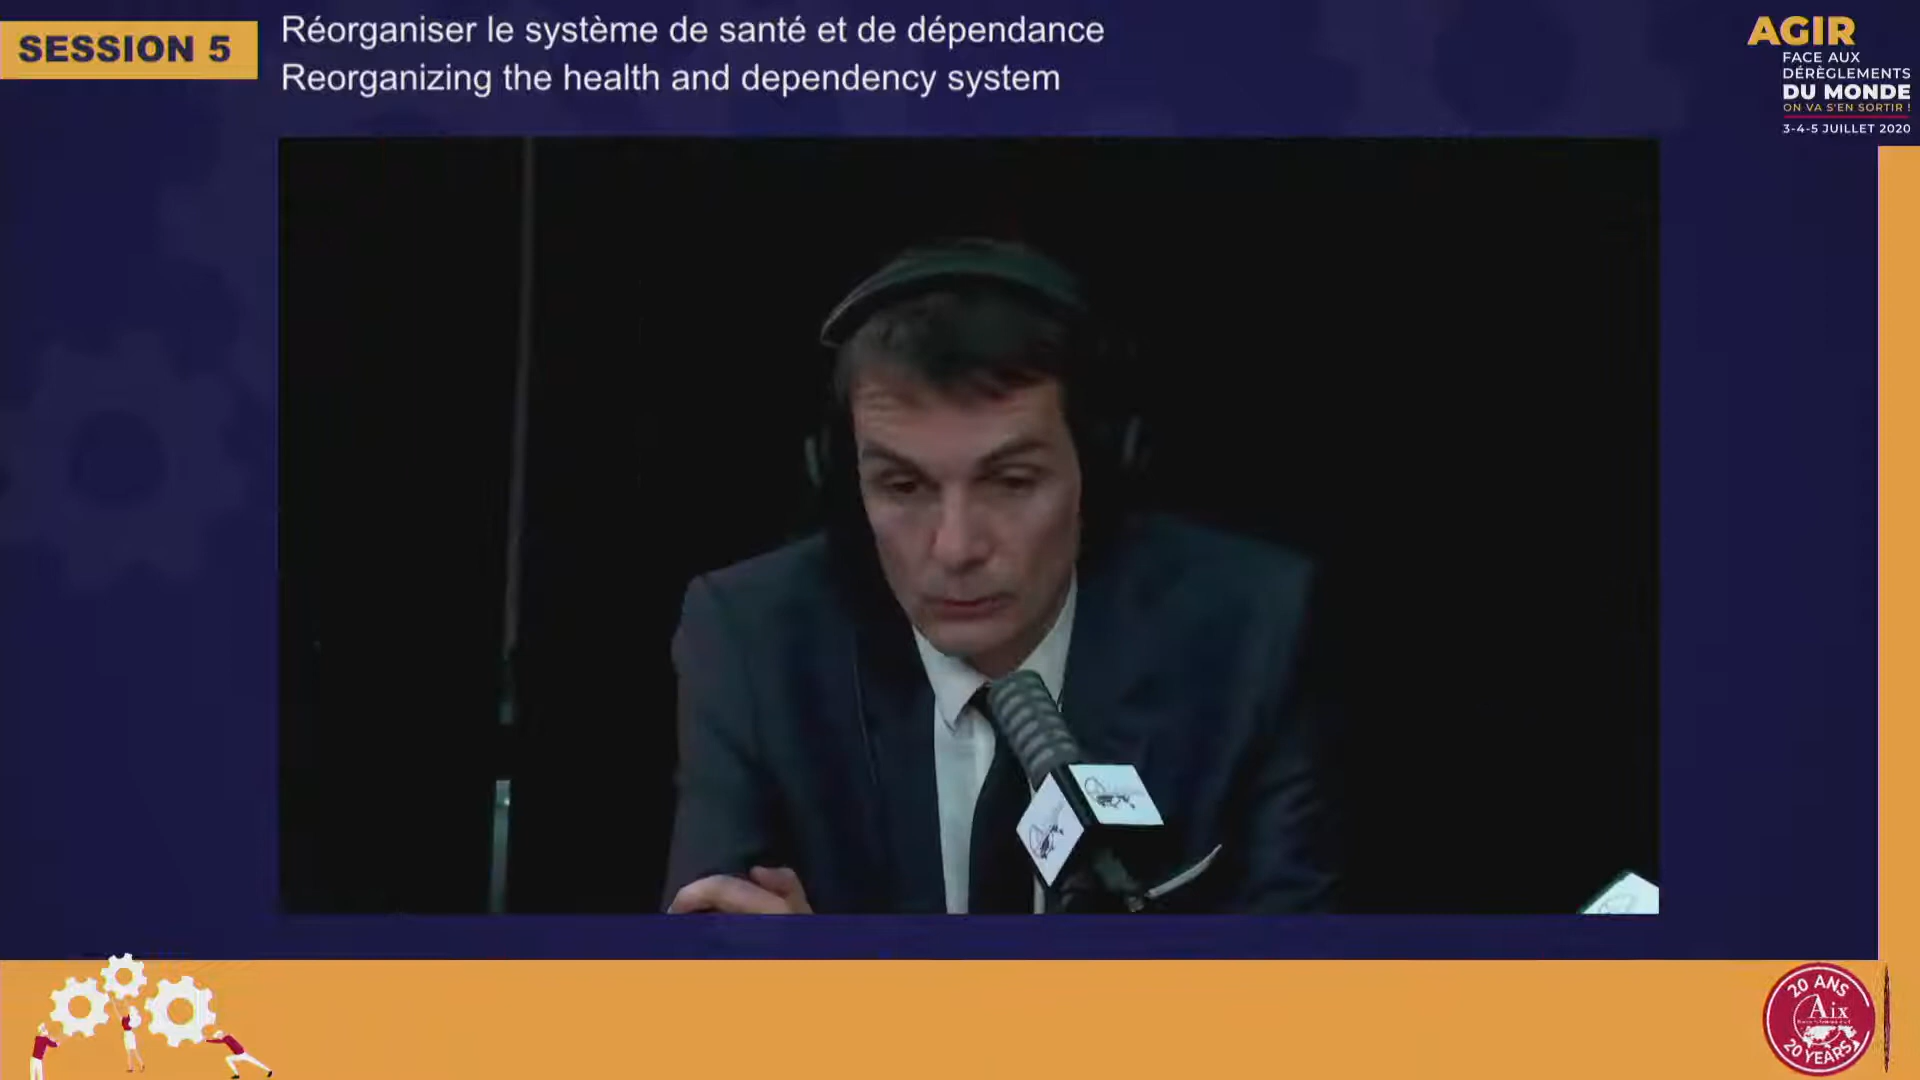 SESSION 5
Réorganiser le système de santé et de dépendance
Reorganizing the health and dependency system
AGIR
FACE AUX
DÉRÈGLEMENTS
DU MONDE
ON VA S'EN SORTIR !
3-4-5 JUILLET 2020
20 ANS
Aix
20 YEARS